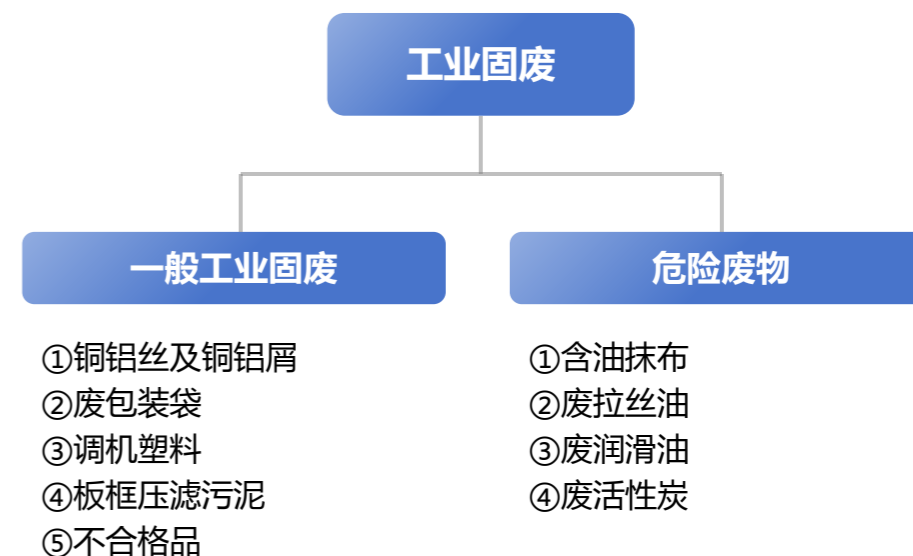 工业固废
一般工业固废
①铜铝丝及铜铝屑
②废包装袋
③调机塑料
④板框压滤污泥
⑤不合格品
危险废物
①含油抹布
②废拉丝油
③废润滑油
④废活性炭